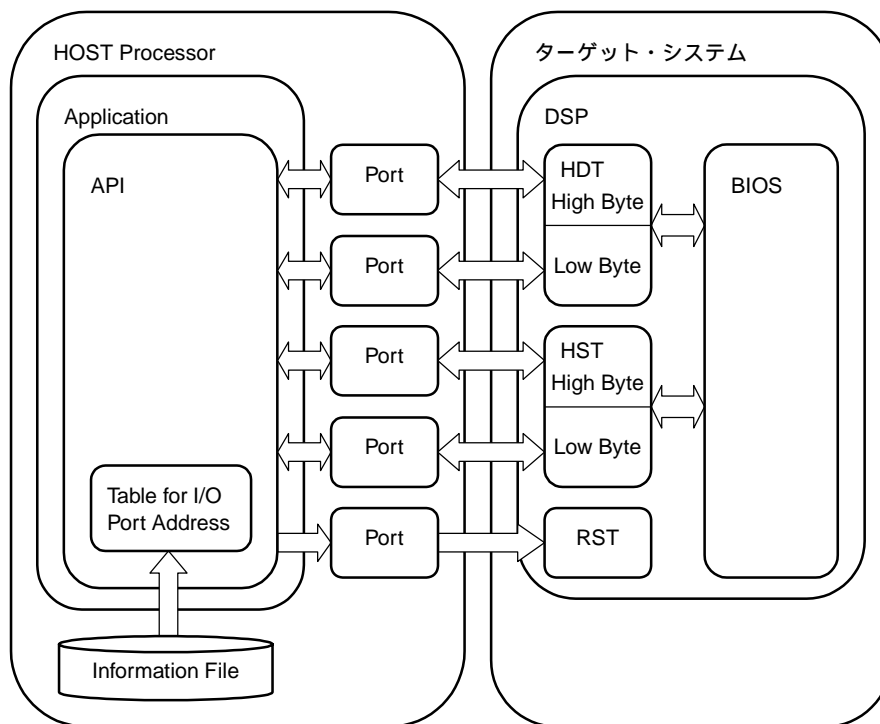 HOST Processor
Application
API
Table for I/O
Port Address
Information File
Port
Port
Port
Port
Port
ターゲット・システム
DSP
HDT
High Byte
Low Byte
HST
High Byte
Low Byte
RST
BIOS